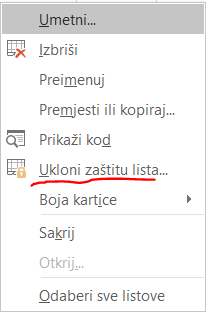 Umetni...
Izbriši
Preimenuj
Premjesti ili kopiraj...
Prikaži kod
Ukloni zaštitu lista...
Boja kartice
Sakrij
Otkrij...
Odaberi sve listove